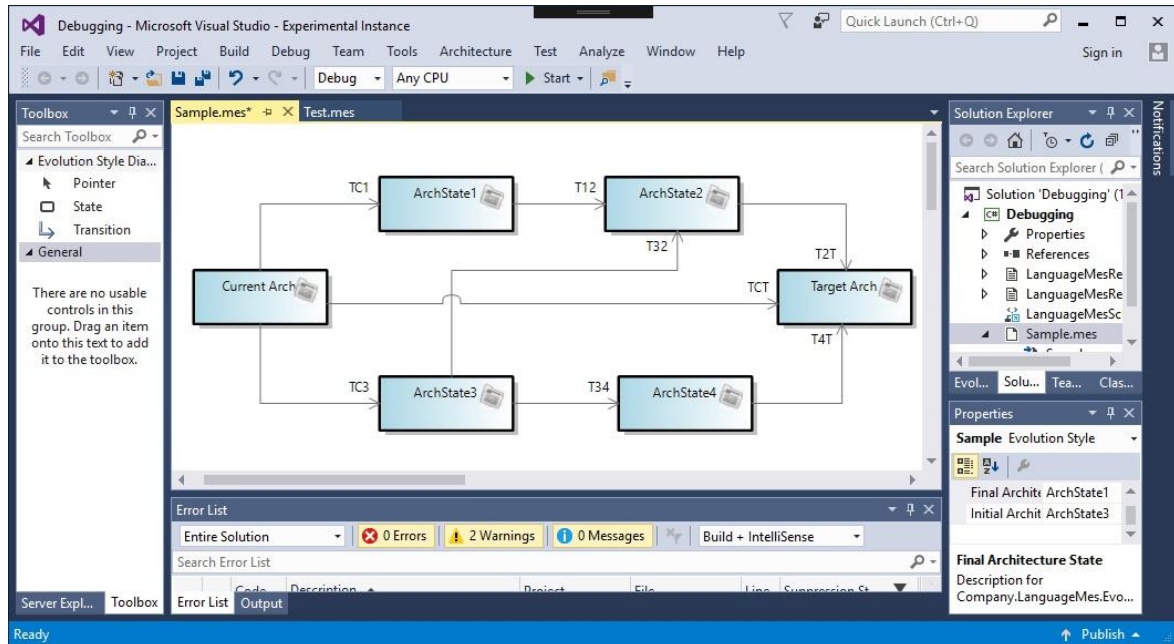 Debugging - Microsoft Visual Studio - Experimental Instance
Quick Launch (Ctrl+Q)
File Edit View Project Build Debug Team Tools Architecture Test Analyze Window Help
Sign in
Debug Any CPU Start
Toolbox
Search Toolbox
Evolution Style Dia...
Pointer
State
Transition
General
There are no usable
controls in this
group. Drag an item
onto this text to add
it to the toolbox.
Server Expl... Toolbox
Sample.mes* Test.mes
TC1
ArchState1
T12
ArchState2
T32
T2T
Current Arch
TCT
Target Arch
T4T
TC3
ArchState3
T34
ArchState4
Error List
Entire Solution 0 Errors 2 Warnings 0 Messages Build + IntelliSense
Search Error List
Code Description Project File Line Suppression St
Error List Output
Solution Explorer
Search Solution Explorer (
Solution 'Debugging' (1
C# Debugging
Properties
References
LanguageMesRe
LanguageMesRe
LanguageMesSc
Sample.mes
Evol... Solu... Tea... Clas...
Properties
Sample Evolution Style
Final Archite ArchState1
Initial Archit ArchState3
Final Architecture State
Description for
Company.LanguageMes.Evo...
Notifications
Ready
Publish